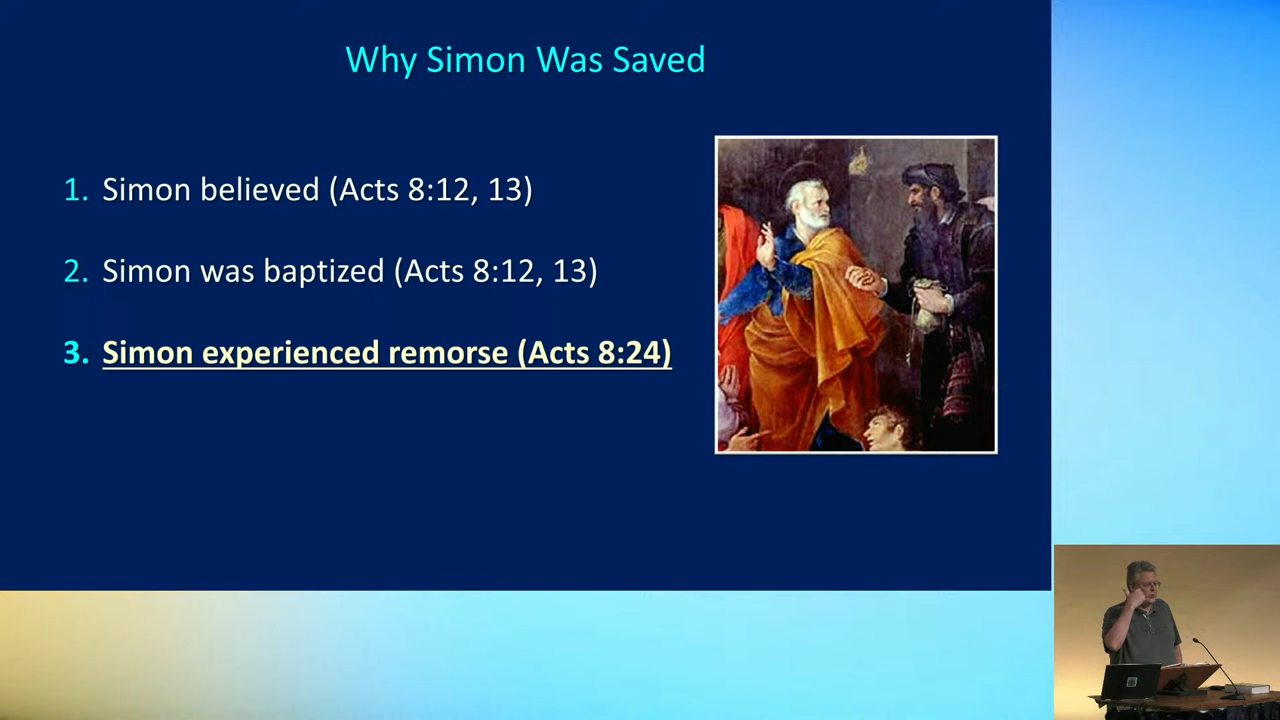 Why Simon Was Saved
1. Simon believed (Acts 8:12, 13)
2. Simon was baptized (Acts 8:12, 13)
3. Simon experienced remorse (Acts 8:24)